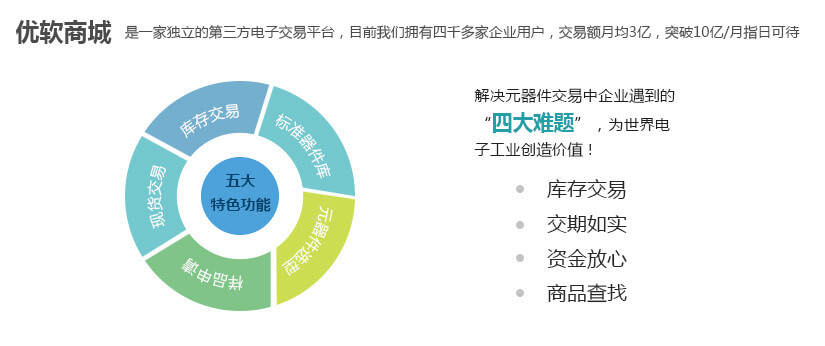 优软商城 是一家独立的第三方电子交易平台，目前我们拥有四千多家企业用户，交易额月均3亿，突破10亿/月指日可待
库存交易
标准器件库
元器件选型
样品申请
现货交易
五大
特色功能
解决元器件交易中企业遇到的
“四大难题”，为世界电
子工业创造价值！
库存交易
交期如实
资金放心
商品查找